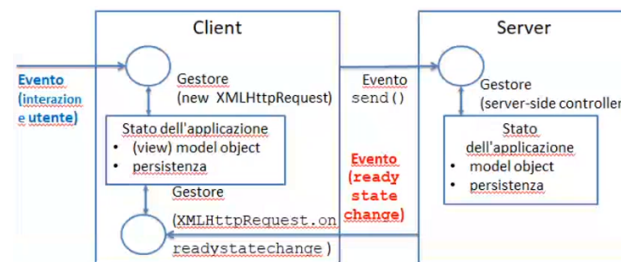 Client
Server
Evento
(interazion
e utente)
Gestore
(new XMLHttpRequest)
Stato dell'applicazione
• (view) model object
• persistenza
Gestore
(XMLHttpRequest.on
readystatechange)
Evento
send()
Evento
(ready
state
change)
Gestore
(server-side controller
Stato
dell'applicazione
• model object
• persistenza